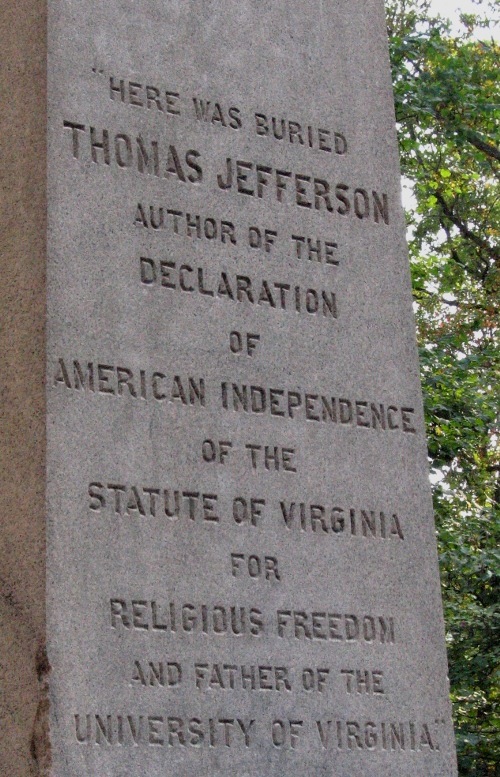 "HERE WAS BURIED
THOMAS JEFFERSON
AUTHOR OF THE
DECLARATION
OF
AMERICAN INDEPENDENCE
OF THE
STATUTE OF VIRGINIA
FOR
RELIGIOUS FREEDOM
AND FATHER OF THE
UNIVERSITY OF VIRGINIA."